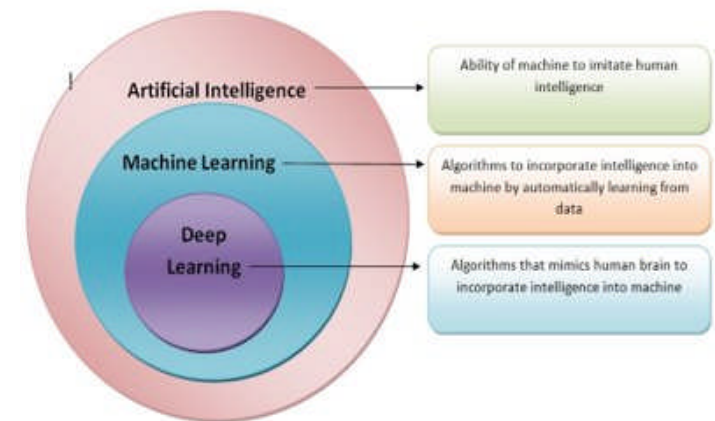 Artificial Intelligence
Ability of machine to imitate human
intelligence
Machine Learning
Algorithms to incorporate intelligence into
machine by automatically learning from
data
Deep
Learning
Algorithms that mimics human brain to
incorporate intelligence into machine